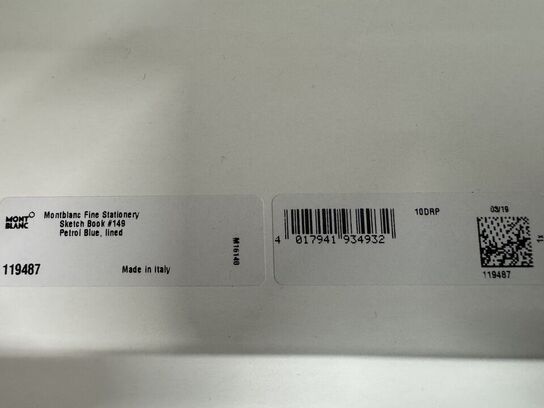 MONT
BLANC
Montblanc Fine Stationery
Sketch Book #149
Petrol Blue, lined
M16148
119487
Made in Italy
4 017941 934932
10DRP
03/19
119487
1x